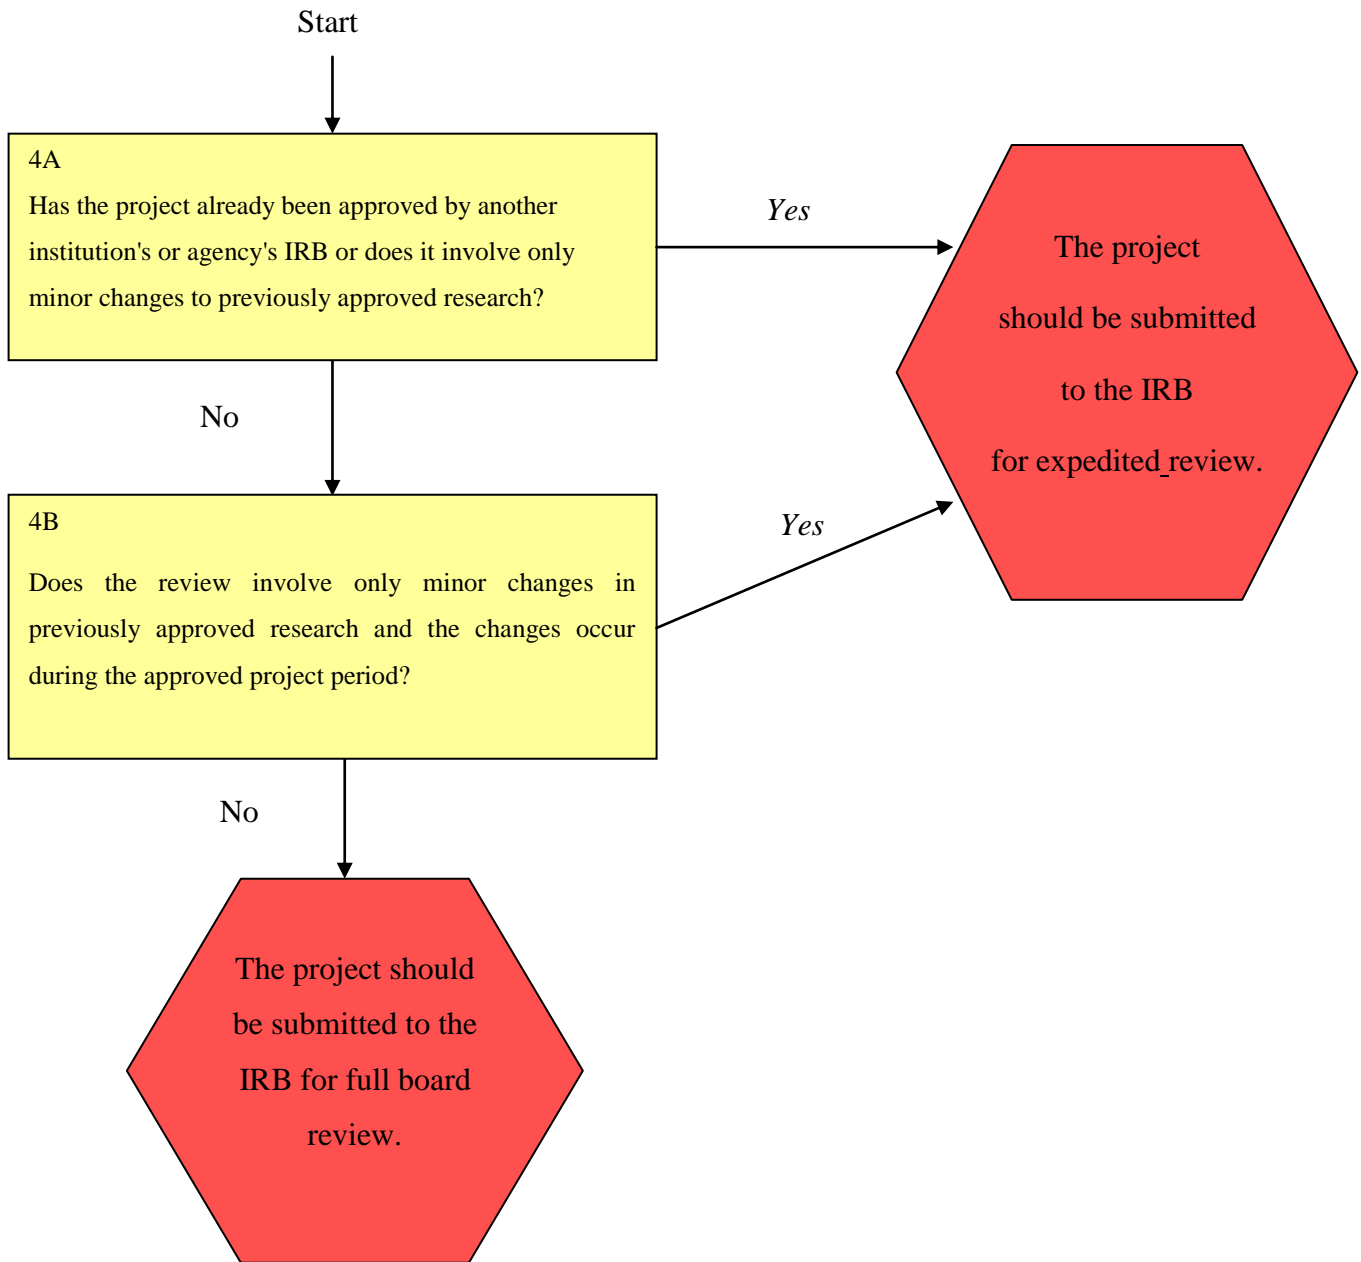 Start
4A
Has the project already been approved by another
institution's or agency's IRB or does it involve only
minor changes to previously approved research?
Yes
The project
should be submitted
to the IRB
for expedited review.
No
4B
Does the review involve only minor changes in
previously approved research and the changes occur
during the approved project period?
Yes
No
The project should
be submitted to the
IRB for full board
review.